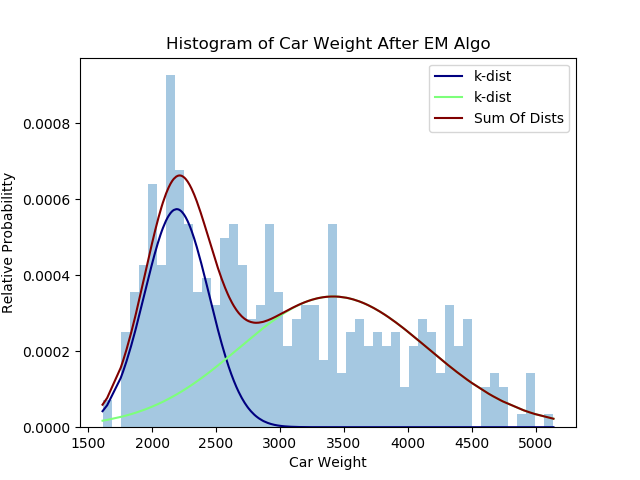 Histogram of Car Weight After EM Algo
k-dist
k-dist
Sum Of Dists
Relative Probabilitty
0.0008
0.0006
0.0004
0.0002
0.0000
1500 2000 2500 3000 3500 4000 4500 5000
Car Weight